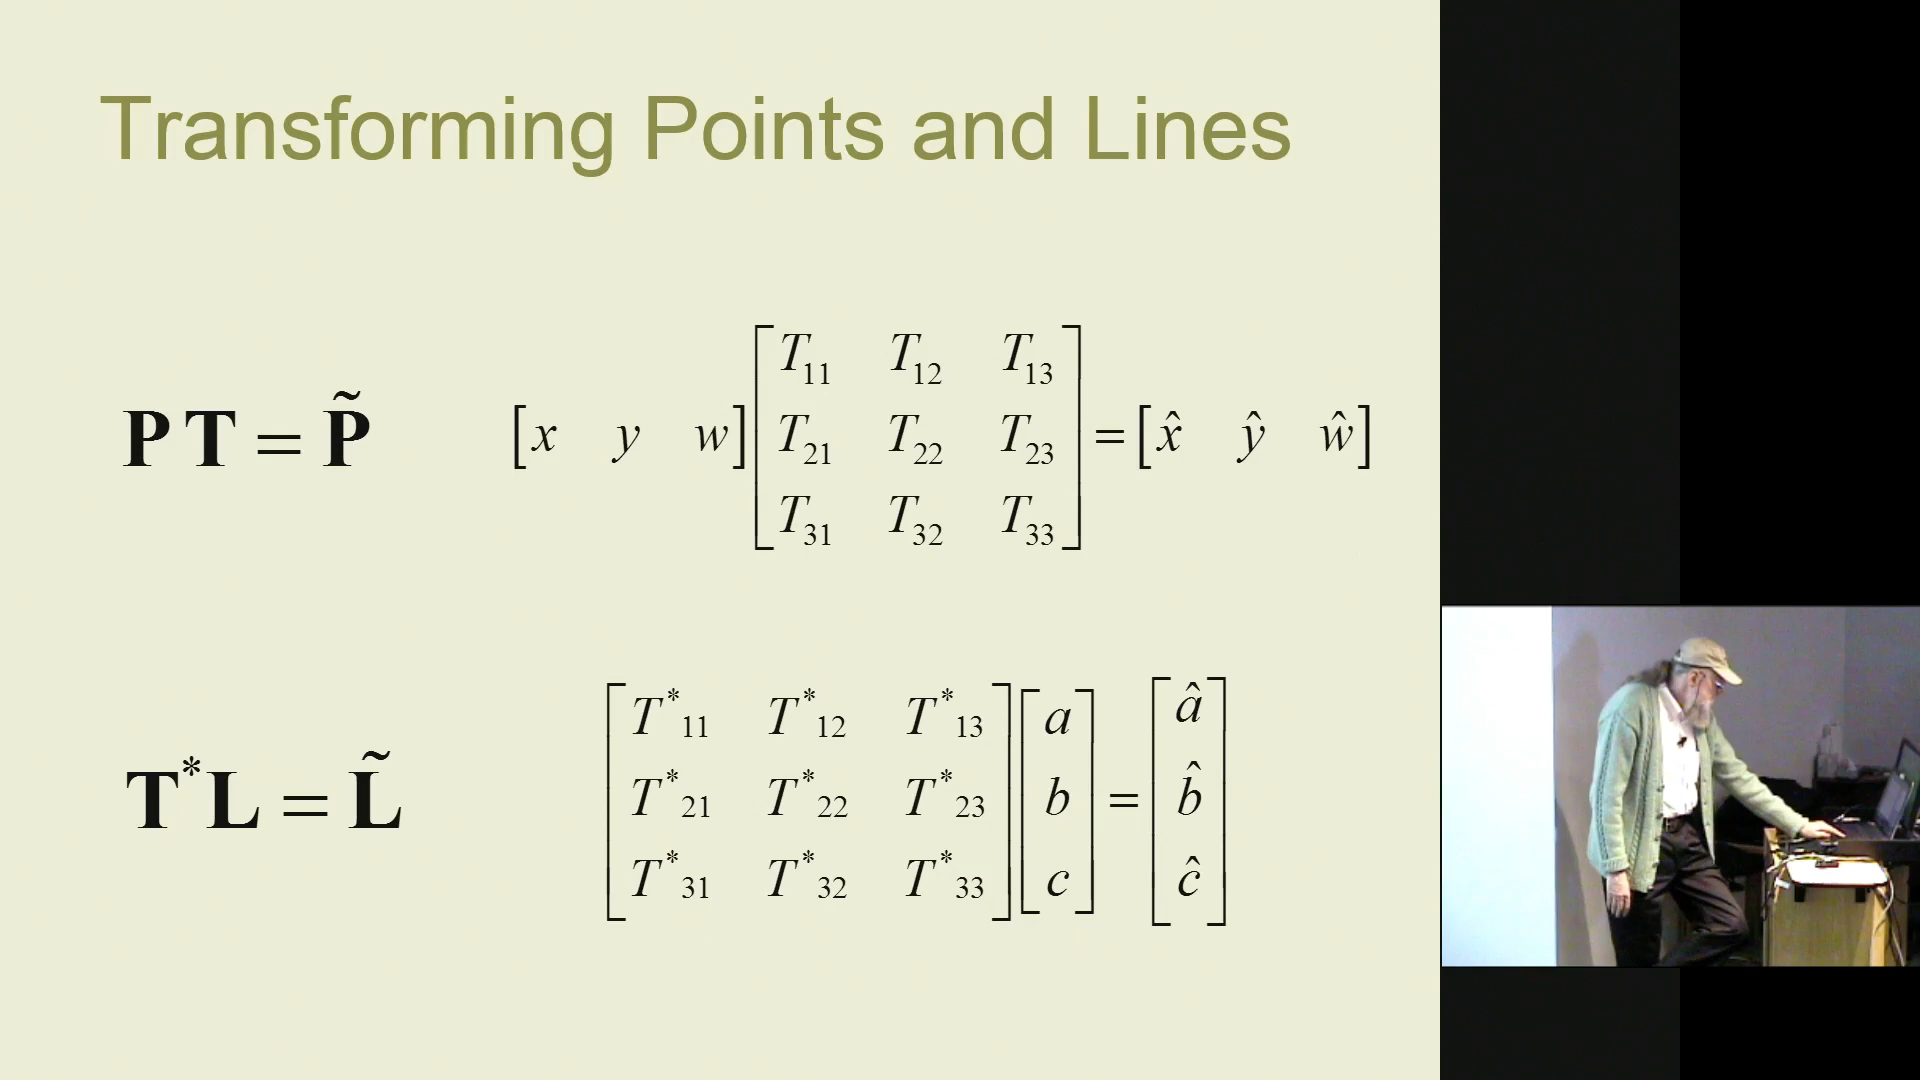 Transforming Points and Lines
P T = P̃
[x y w] [T₁₁ T₁₂ T₁₃
T₂₁ T₂₂ T₂₃
T₃₁ T₃₂ T₃₃] = [x̂ ŷ ŵ]
T*L = L̃
[T*₁₁ T*₁₂ T*₁₃
T*₂₁ T*₂₂ T*₂₃
T*₃₁ T*₃₂ T*₃₃] [a
b
c] = [â
b̂
ĉ]